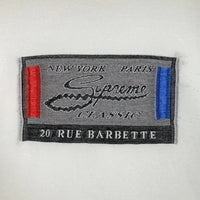 NEW YORK PARIS
Supreme
CLASSIC
20 RUE BARBETTE